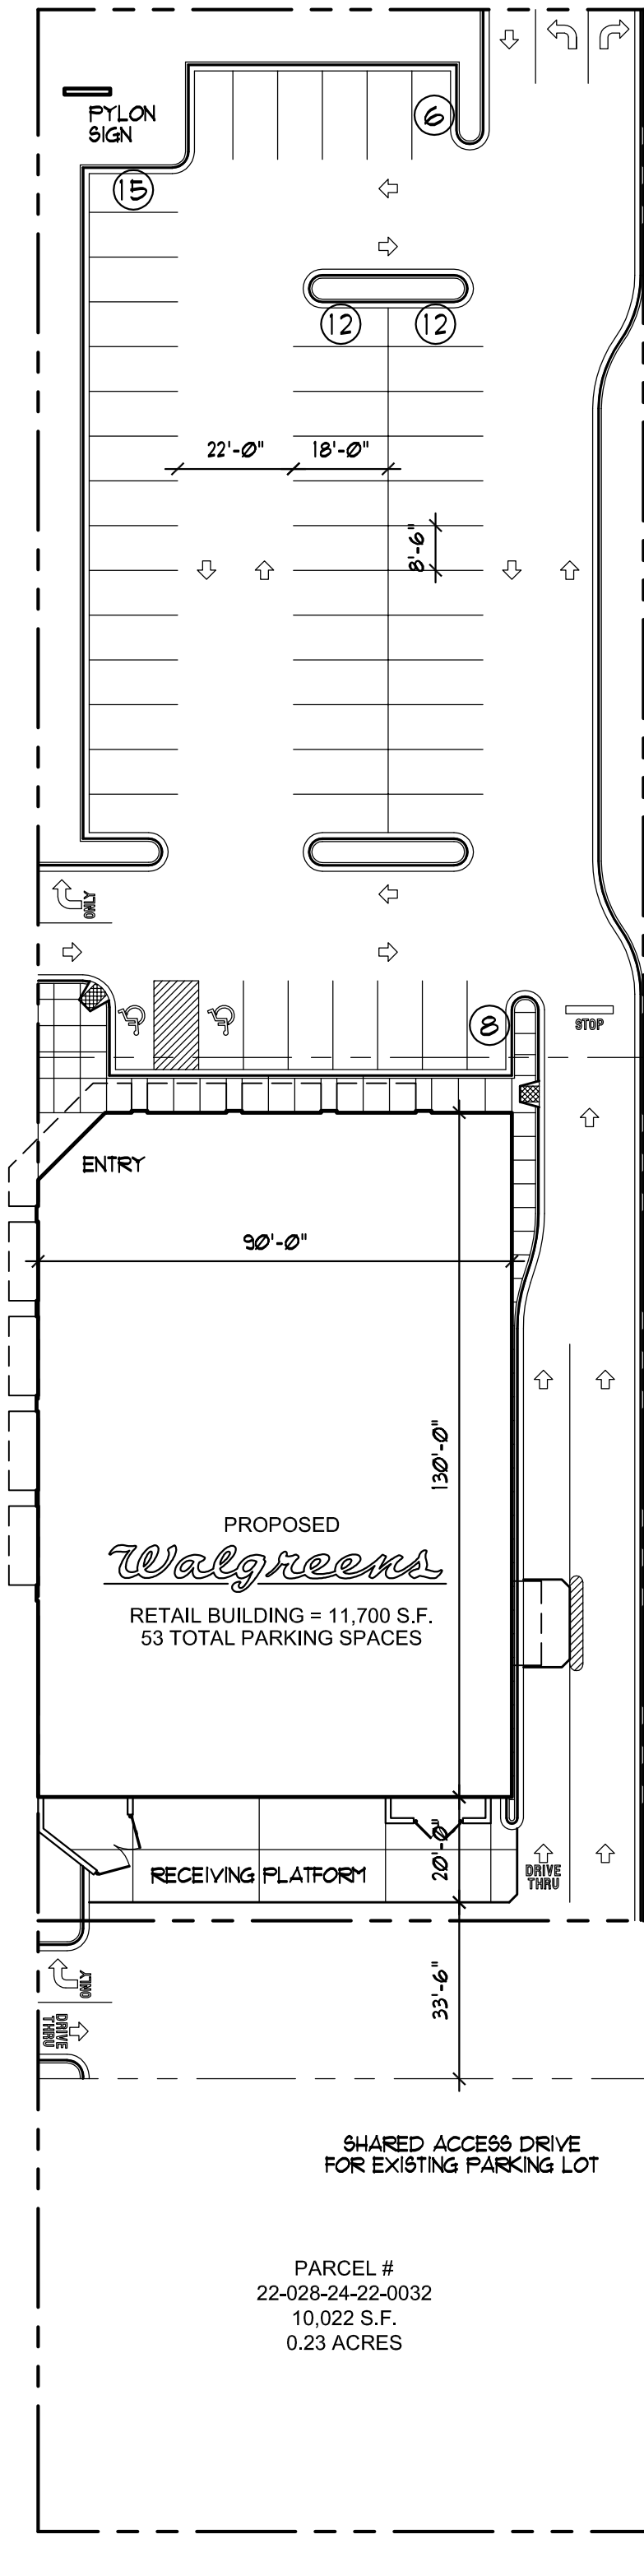 PYLON
SIGN
6
15
12
12
22'-0"
18'-0"
8'-6"
ONLY
8
STOP
ENTRY
90'-0"
130'-0"
PROPOSED
Walgreens
RETAIL BUILDING = 11,700 S.F.
53 TOTAL PARKING SPACES
20'-0"
RECEIVING PLATFORM
DRIVE
THRU
ONLY
33'-6"
DRIVE
THRU
SHARED ACCESS DRIVE
FOR EXISTING PARKING LOT
PARCEL #
22-028-24-22-0032
10,022 S.F.
0.23 ACRES